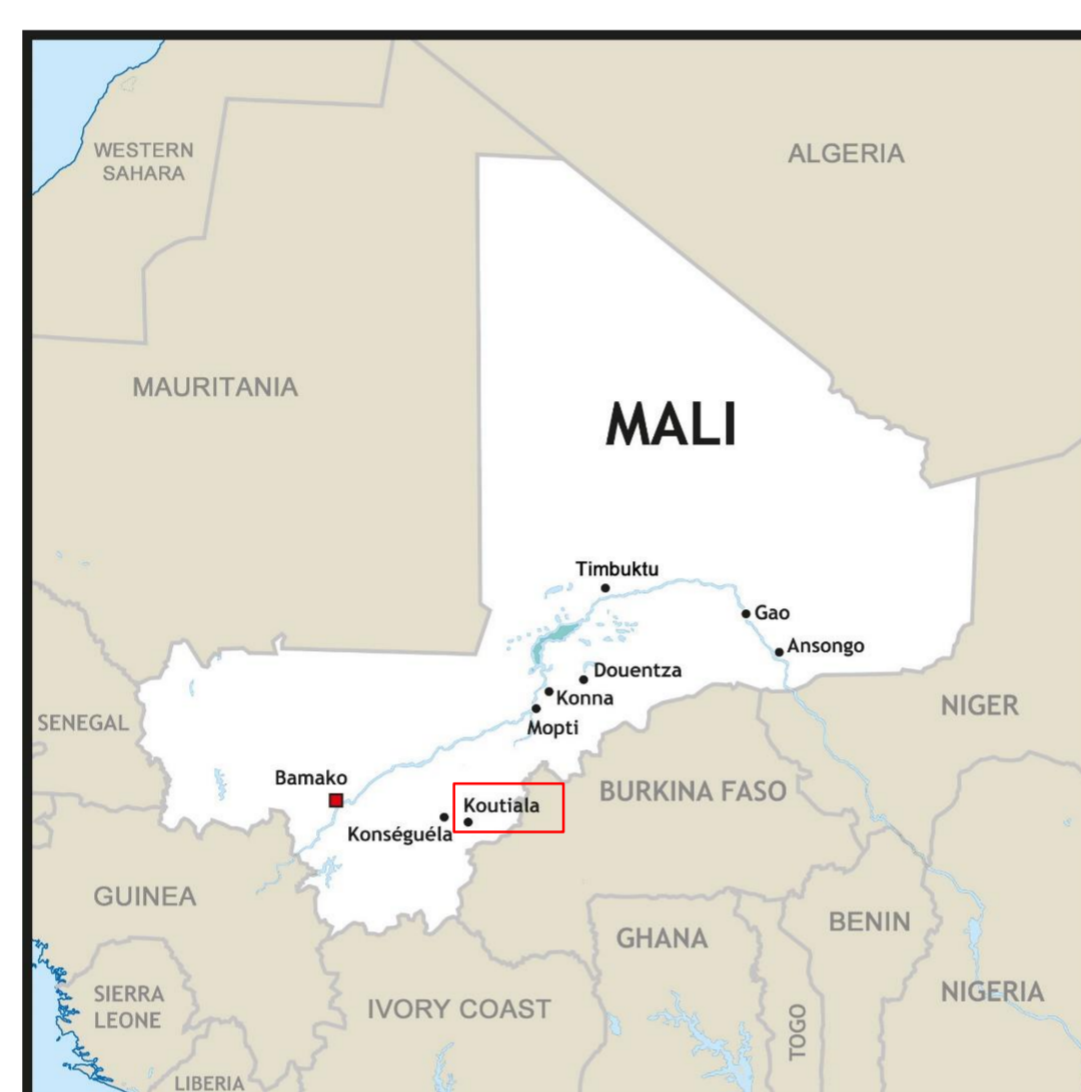 WESTERN
SAHARA
ALGERIA
MAURITANIA
MALI
Timbuktu
Gao
Ansongo
Douentza
Konna
Mopti
SENEGAL
NIGER
Bamako
BURKINA FASO
Koutiala
Konséguéla
GUINEA
GHANA
BENIN
SIERRA
LEONE
IVORY COAST
TOGO
NIGERIA
LIBERIA